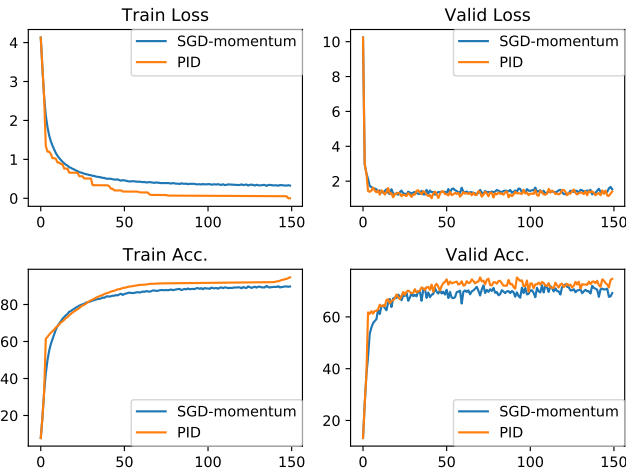 Train Loss
4
3
2
1
0
0 50 100 150
SGD-momentum
PID
Valid Loss
10
8
6
4
2
0 50 100 150
SGD-momentum
PID
Train Acc.
80
60
40
20
0 50 100 150
SGD-momentum
PID
Valid Acc.
60
40
20
0 50 100 150
SGD-momentum
PID